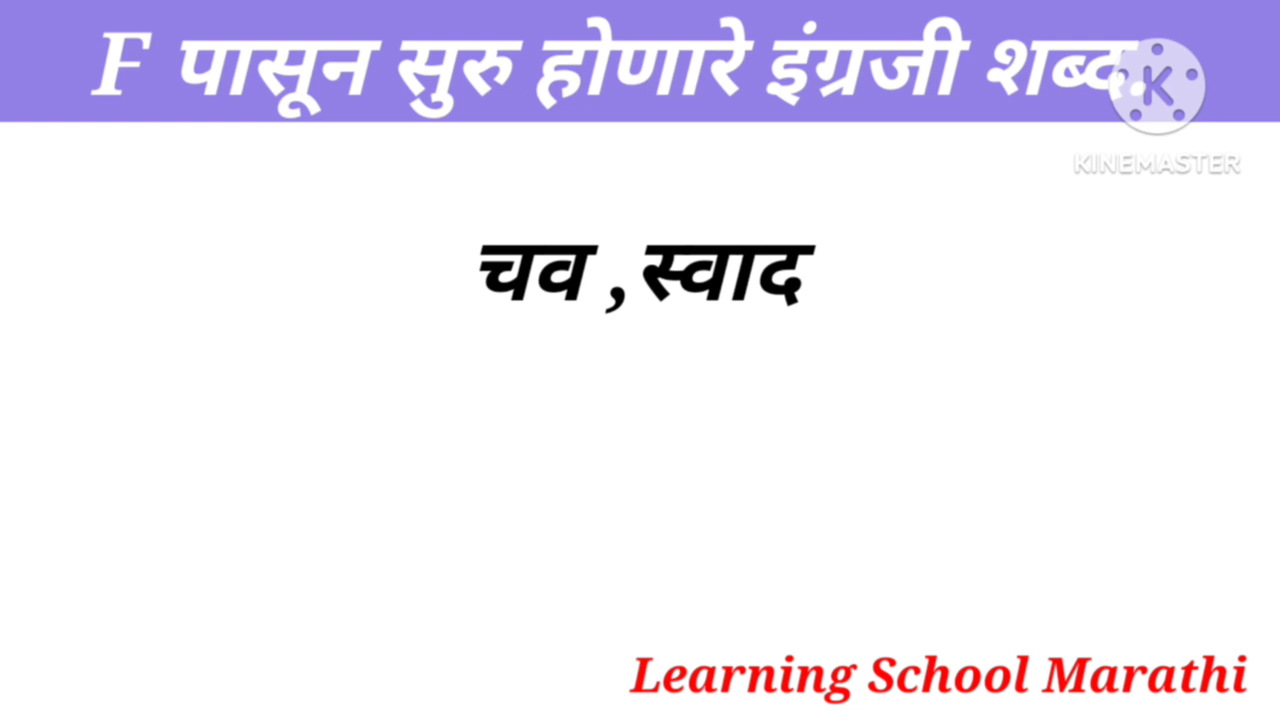 F पासून सुरु होणारे इंग्रजी शब्द.
KINEMASTER
चव ,स्वाद
Learning School Marathi